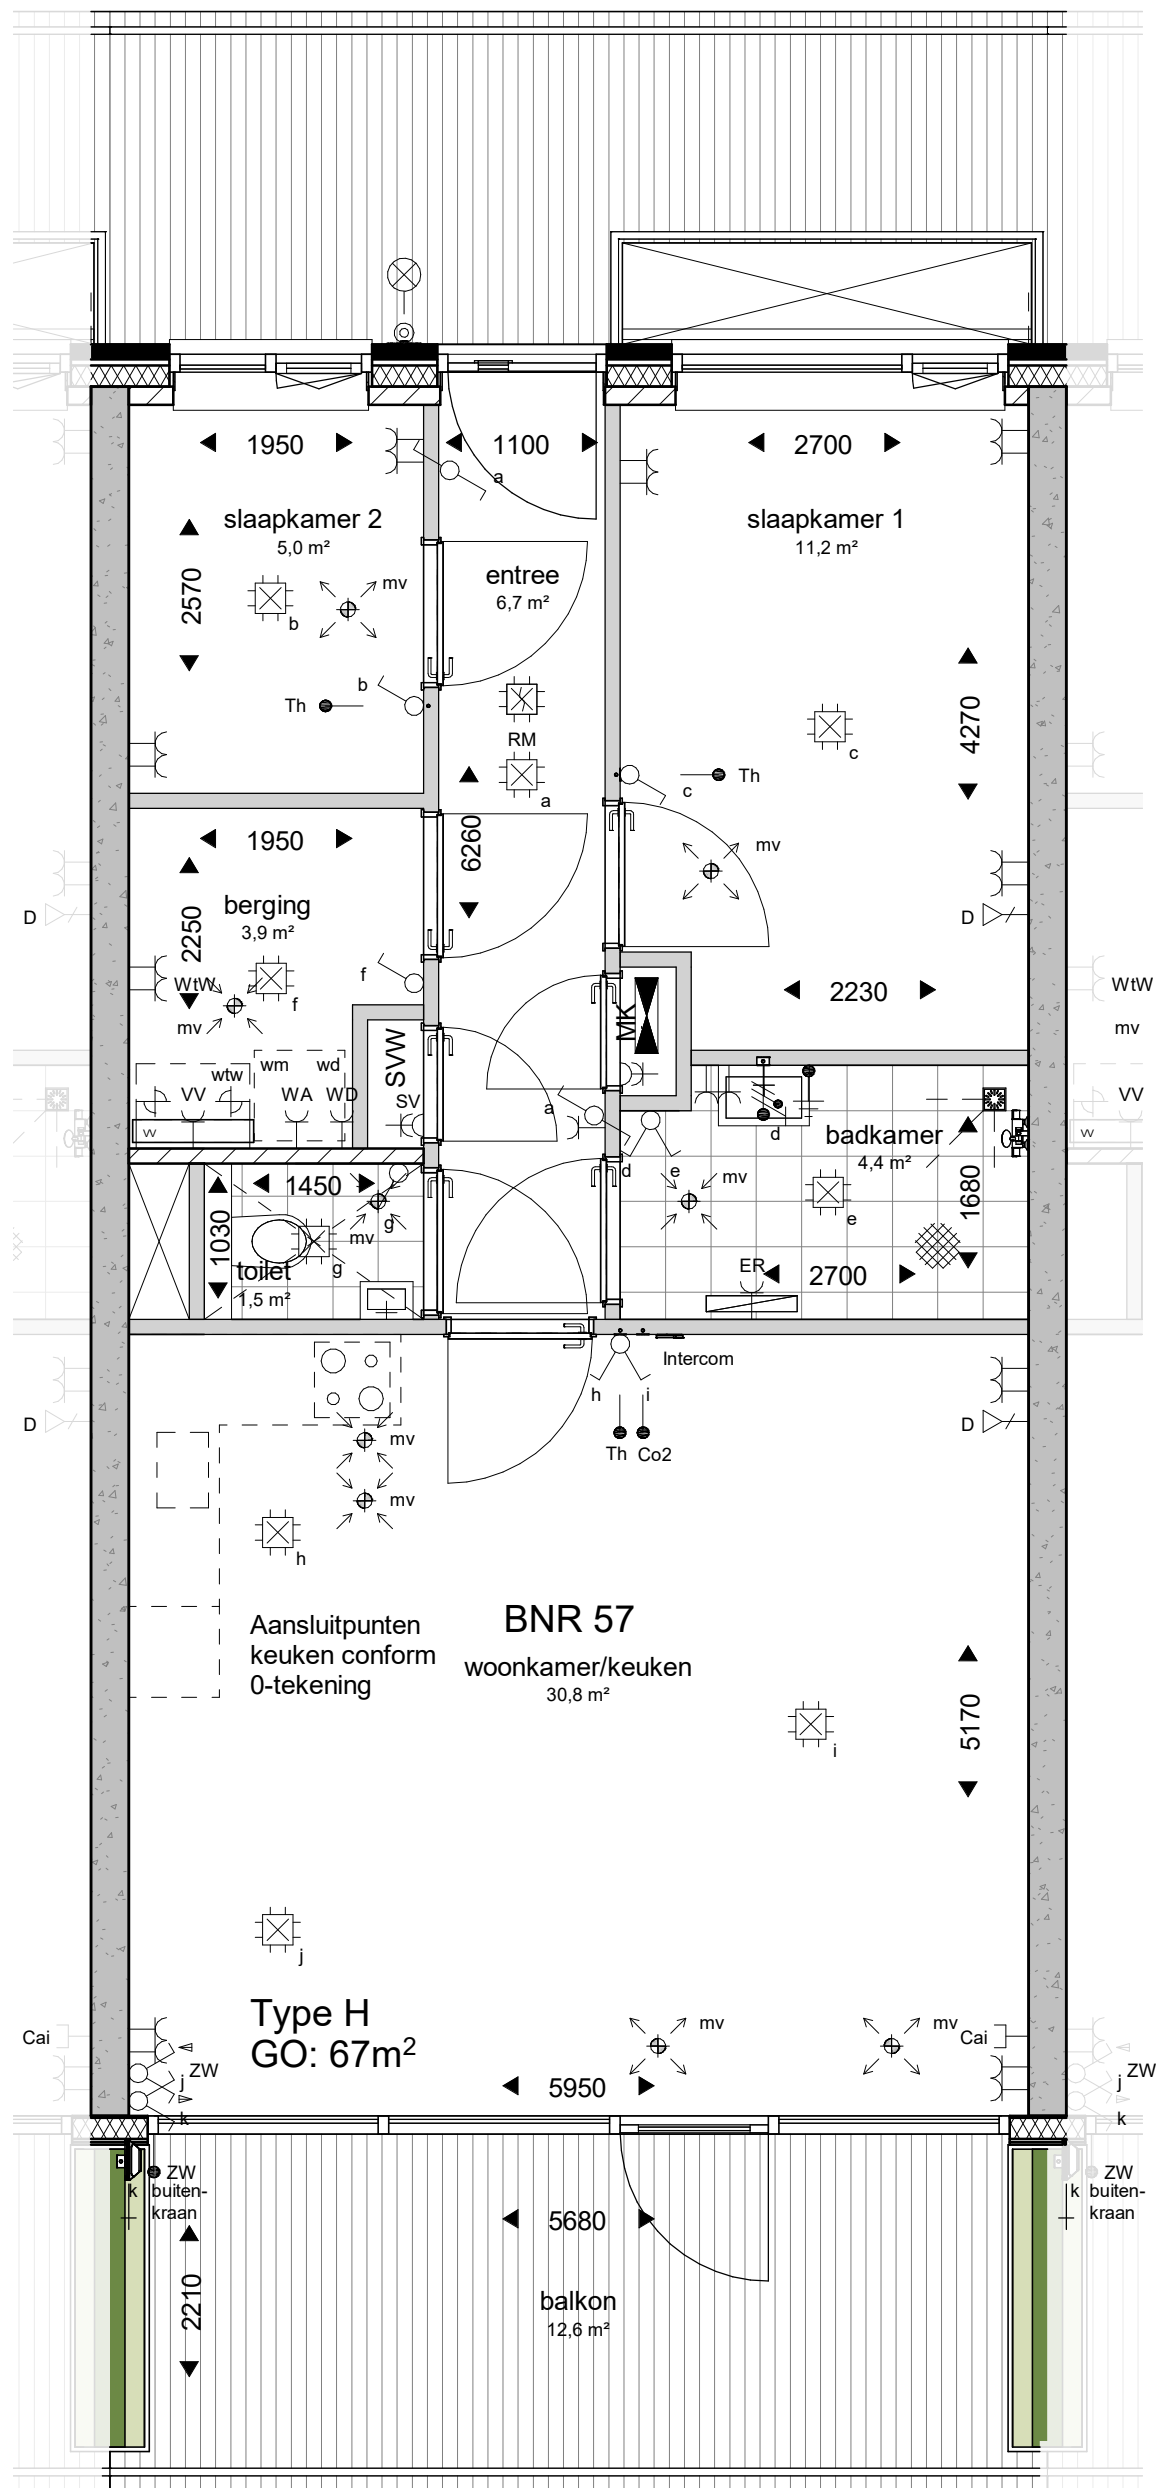 1950
1100
2700
a
slaapkamer 2
5,0 m²
slaapkamer 1
11,2 m²
entree
6,7 m²
2570
mv
b
b
Th
RM
a
4270
c
c
Th
1950
6260
mv
berging
3,9 m²
D
D
2250
f
WtW
f
mv
2230
WtW
mv
MK
SVW
wtw
wm
wd
VV
WA
WD
SV
vv
a
d
d
e
badkamer
4,4 m²
VV
vv
1450
1030
mv
g
g
toilet
1,5 m²
mv
e
1680
ER
2700
Intercom
h
i
Th
Co2
D
D
mv
mv
h
Aansluitpunten
keuken conform
0-tekening
BNR 57
woonkamer/keuken
30,8 m²
5170
i
j
Type H
GO: 67m²
mv
mv
Cai
Cai
j
ZW
k
j
ZW
k
5950
ZW
k
buiten-
kraan
ZW
k
buiten-
kraan
5680
2210
balkon
12,6 m²